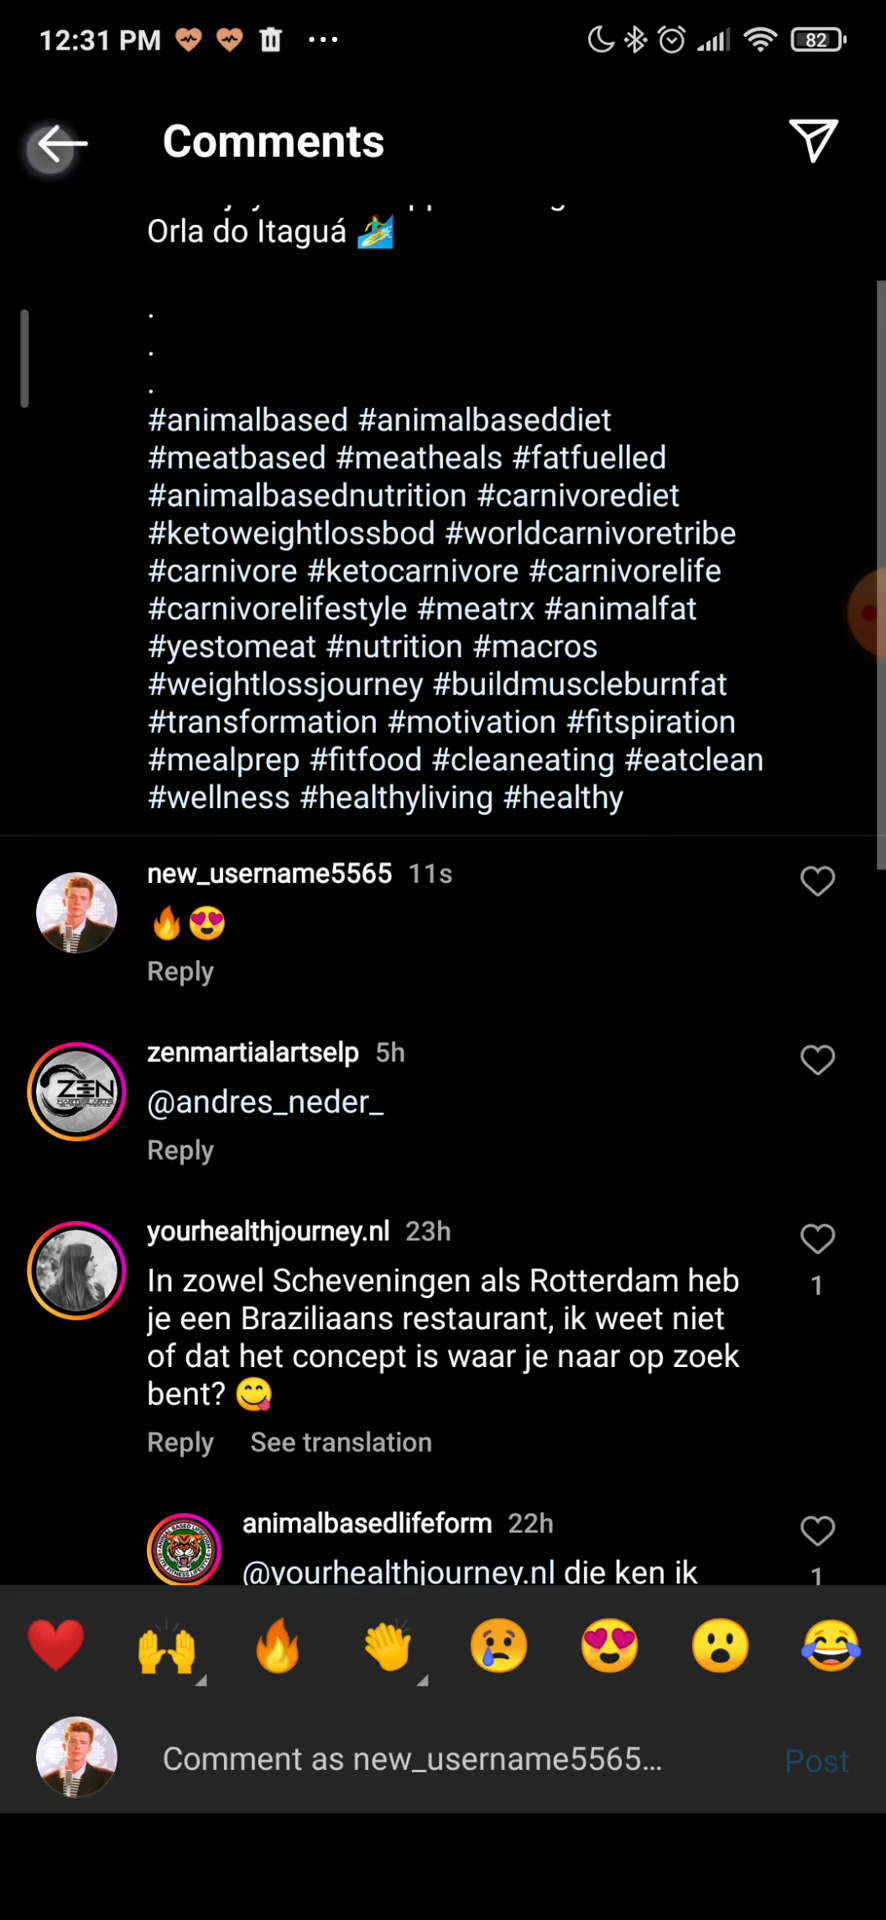 12:31 PM
82
Comments
Orla do Itaguá 🏄
.
.
.
#animalbased #animalbaseddiet
#meatbased #meatheals #fatfuelled
#animalbasednutrition #carnivorediet
#ketoweightlossbod #worldcarnivoretribe
#carnivore #ketocarnivore #carnivorelife
#carnivorelifestyle #meatrx #animalfat
#yestomeat #nutrition #macros
#weightlossjourney #buildmuscleburnfat
#transformation #motivation #fitspiration
#mealprep #fitfood #cleaneating #eatclean
#wellness #healthyliving #healthy
new_username5565 11s
🔥😍
Reply
ZEN
zenmartialartselp 5h
@andres_neder_
Reply
yourhealthjourney.nl 23h
In zowel Scheveningen als Rotterdam heb
je een Braziliaans restaurant, ik weet niet
of dat het concept is waar je naar op zoek
bent? 😋
1
Reply See translation
animalbasedlifeform 22h
@yourhealthjourney.nl die ken ik
1
❤️🙌🔥👏😢😍😮😂
Comment as new_username5565...
Post